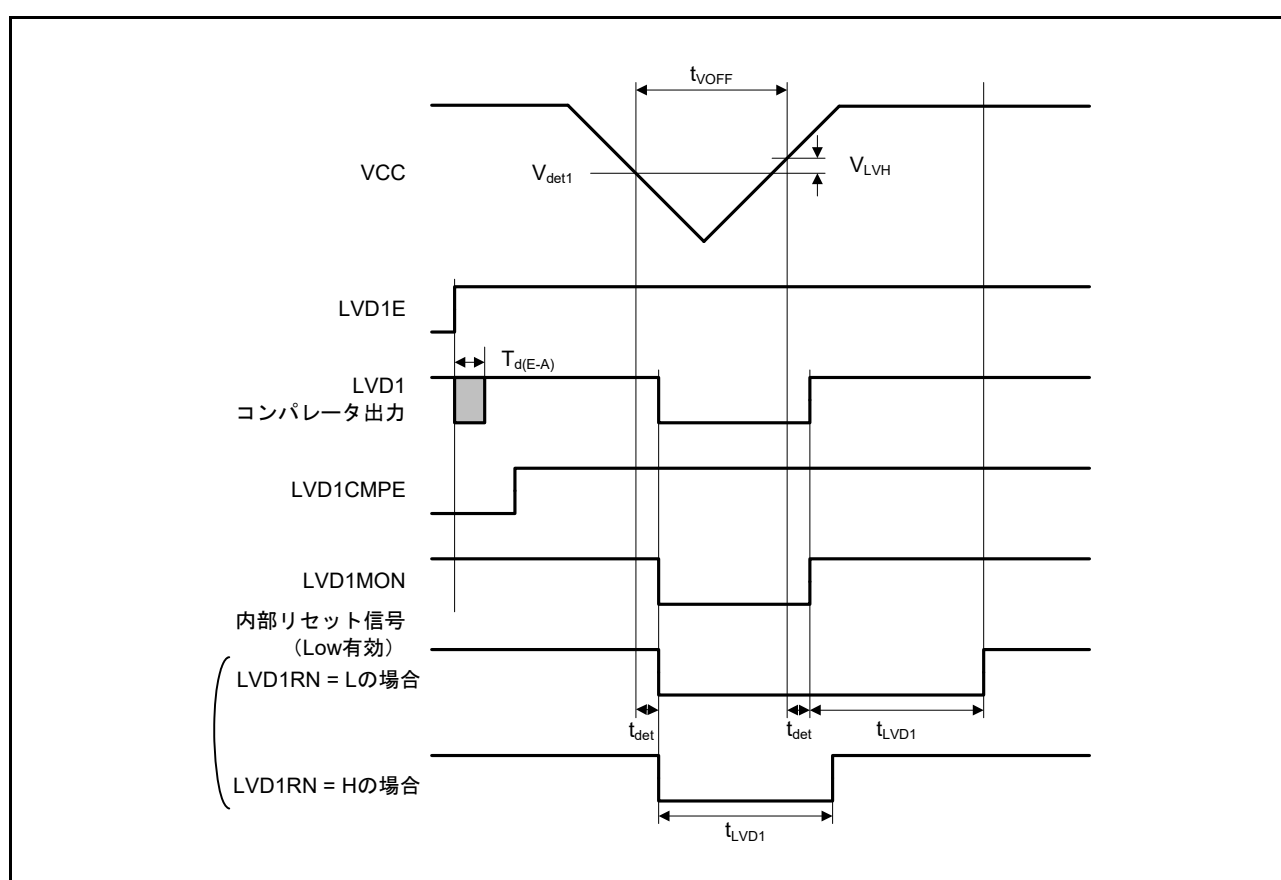 tVOFF
VCC
Vdet1
VLVH
LVD1E
Td(E-A)
LVD1
コンパレータ出力
LVD1CMPE
LVD1MON
内部リセット信号
（Low有効）
LVD1RN = Lの場合
tdet
tdet
tLVD1
LVD1RN = Hの場合
tLVD1